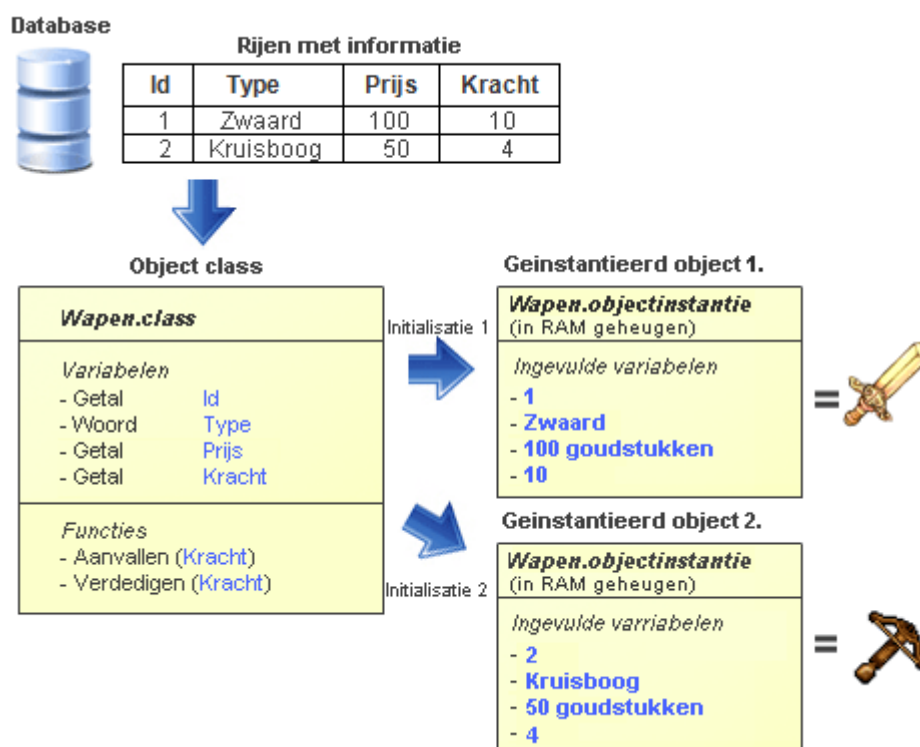 Database
Rijen met informatie
Id Type Prijs Kracht
1 Zwaard 100 10
2 Kruisboog 50 4
Object class
Wapen.class
Variabelen
- Getal Id
- Woord Type
- Getal Prijs
- Getal Kracht
Functies
- Aanvallen (Kracht)
- Verdedigen (Kracht)
Initialisatie 1
Geinstantieerd object 1.
Wapen.objectinstantie
(in RAM geheugen)
Ingevulde variabelen
- 1
- Zwaard
- 100 goudstukken
- 10
=
Initialisatie 2
Geinstantieerd object 2.
Wapen.objectinstantie
(in RAM geheugen)
Ingevulde varriabelen
- 2
- Kruisboog
- 50 goudstukken
- 4
=